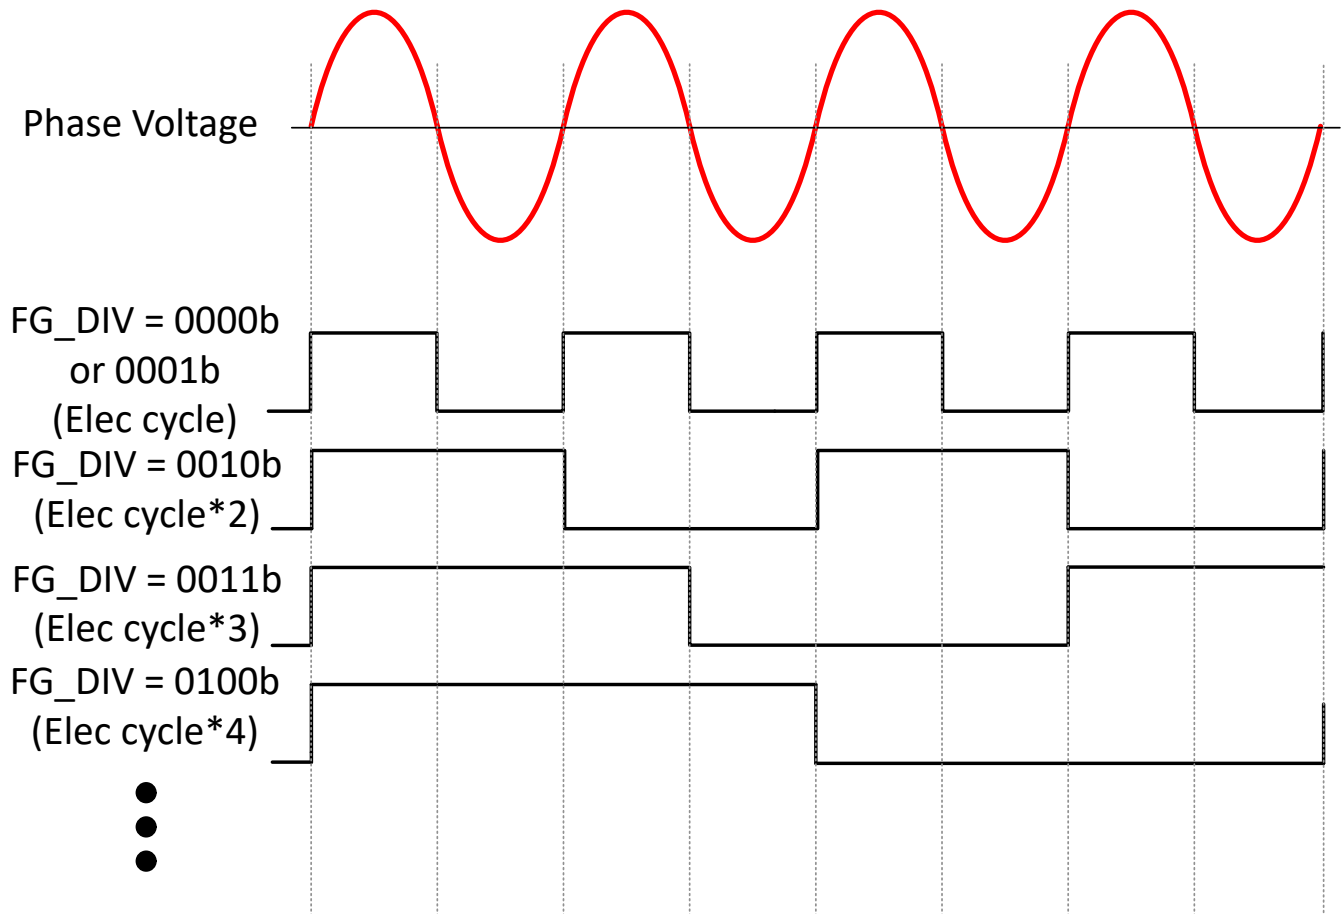 Phase Voltage
FG_DIV = 0000b
or 0001b
(Elec cycle)
FG_DIV = 0010b
(Elec cycle*2)
FG_DIV = 0011b
(Elec cycle*3)
FG_DIV = 0100b
(Elec cycle*4)